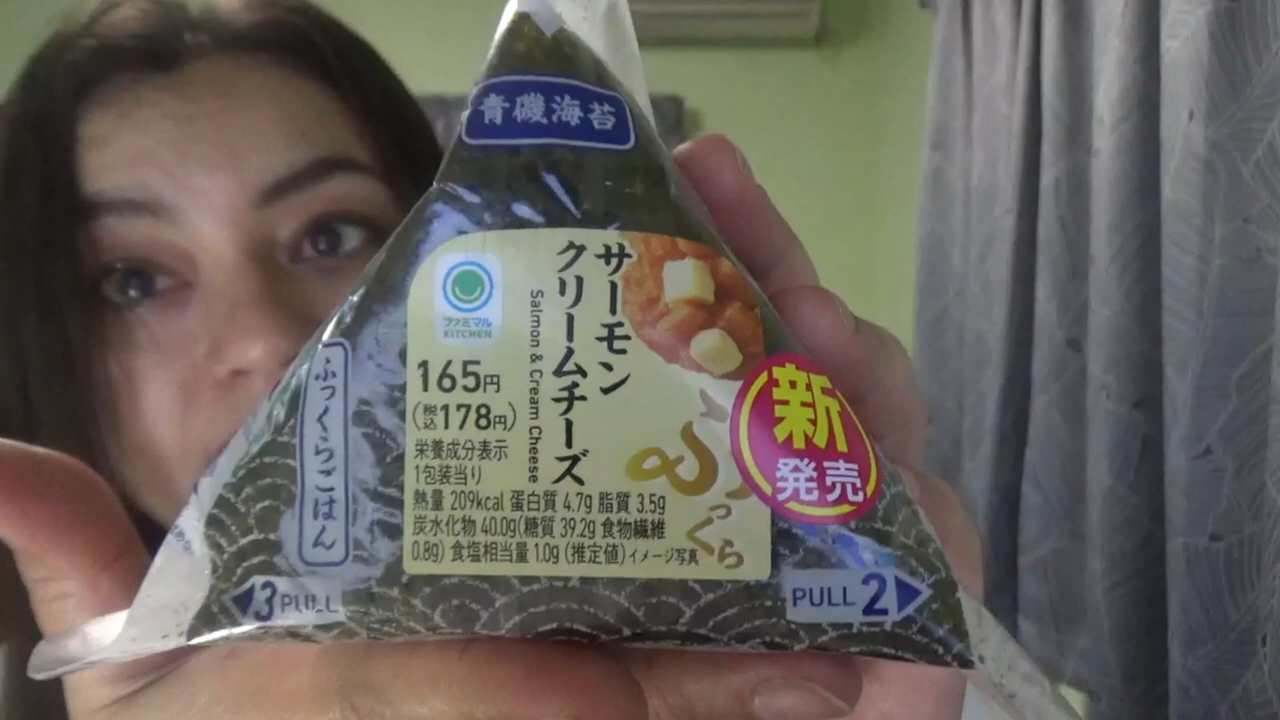 青磯海苔
サーモン
クリームチーズ
Salmon & Cream Cheese
ファミマル
KITCHEN
165円
(税込178円)
栄養成分表示
1包装当り
熱量 209kcal 蛋白質 4.7g 脂質 3.5g
炭水化物 40.0g(糖質 39.2g 食物繊維
0.8g) 食塩相当量 1.0g (推定値) イメージ写真
ふっくら
新
発売
ふっくらごはん
3 PULL
PULL 2